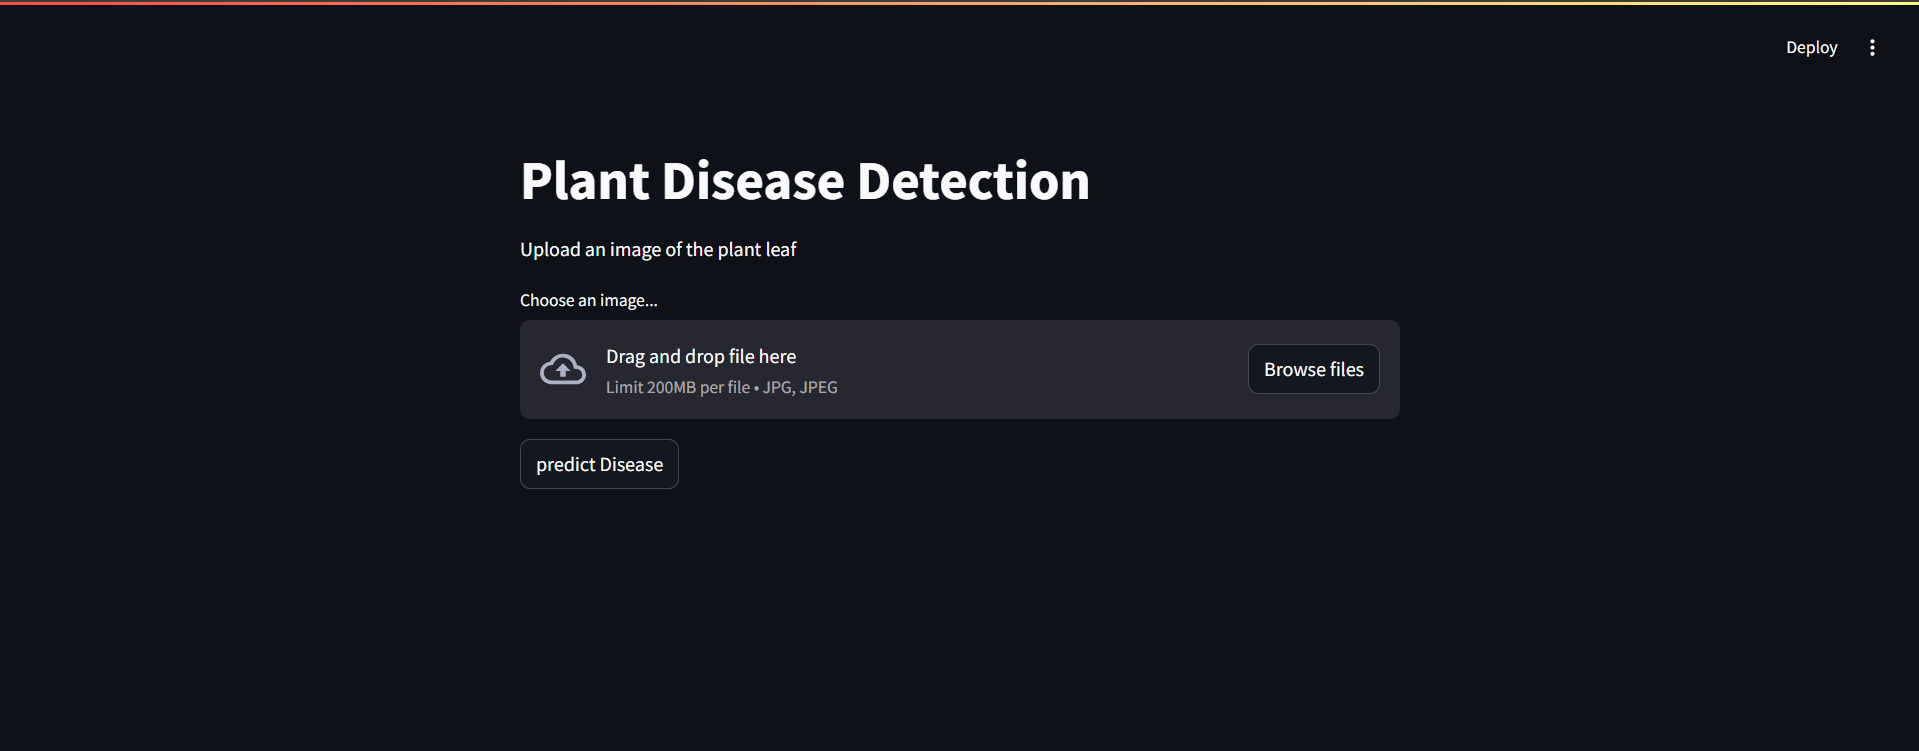 Deploy
Plant Disease Detection
Upload an image of the plant leaf
Choose an image...
Drag and drop file here
Limit 200MB per file • JPG, JPEG
Browse files
predict Disease